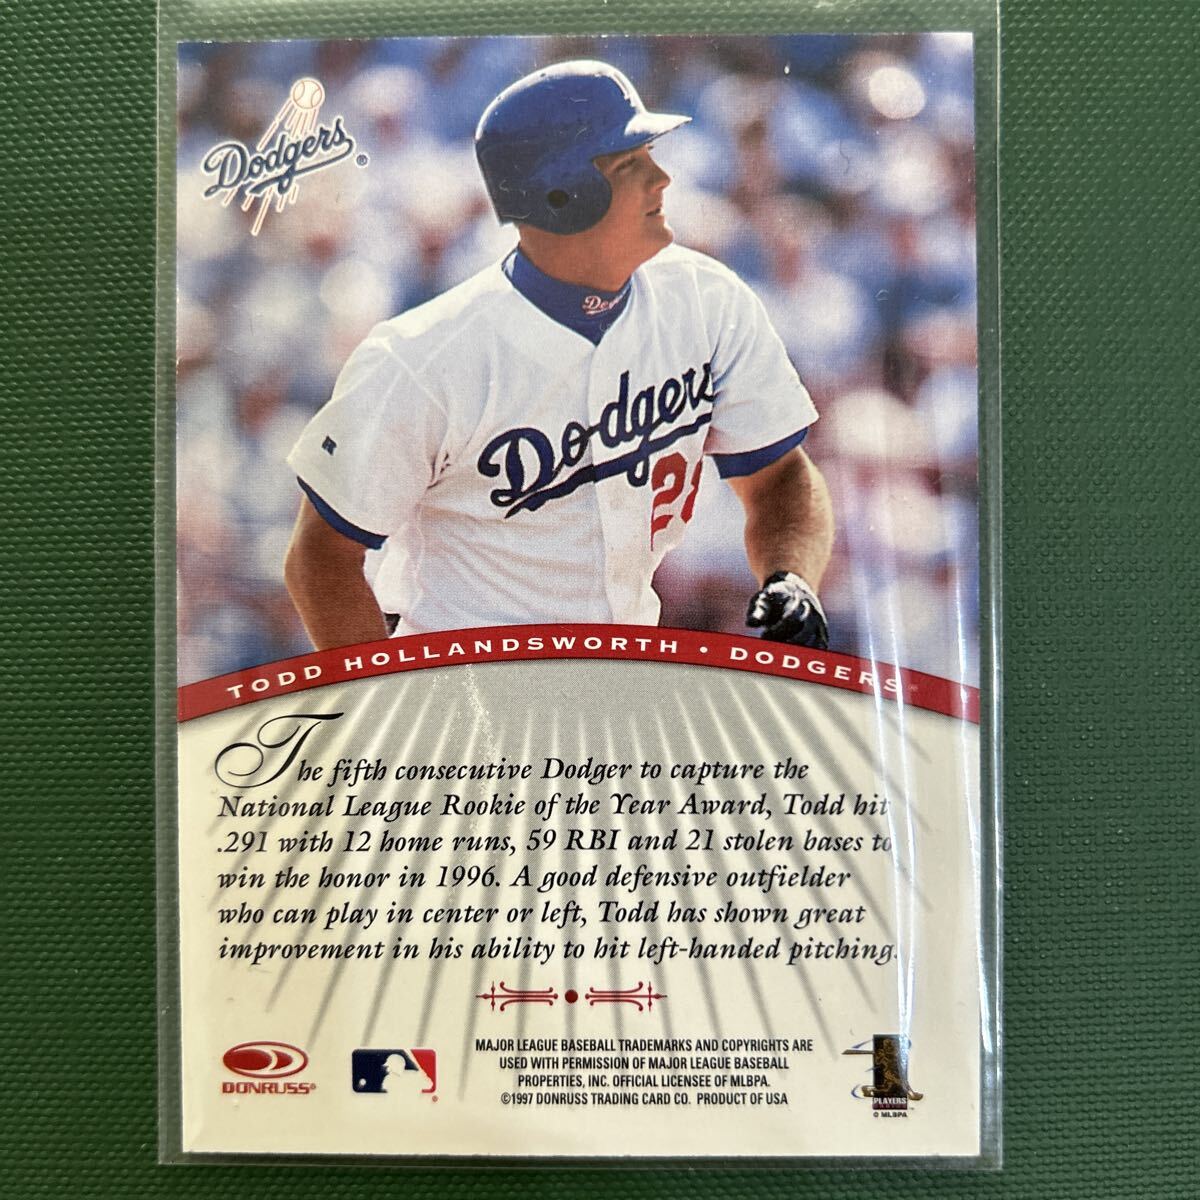 Dodgers®
Dodgers
TODD HOLLANDSWORTH • DODGERS
The fifth consecutive Dodger to capture the
National League Rookie of the Year Award, Todd hit
.291 with 12 home runs, 59 RBI and 21 stolen bases to
win the honor in 1996. A good defensive outfielder
who can play in center or left, Todd has shown great
improvement in his ability to hit left-handed pitching.
DONRUSS®
MAJOR LEAGUE BASEBALL TRADEMARKS AND COPYRIGHTS ARE
USED WITH PERMISSION OF MAJOR LEAGUE BASEBALL
PROPERTIES, INC. OFFICIAL LICENSEE OF MLBPA.
©1997 DONRUSS TRADING CARD CO. PRODUCT OF USA
PLAYERS
© MLBPA